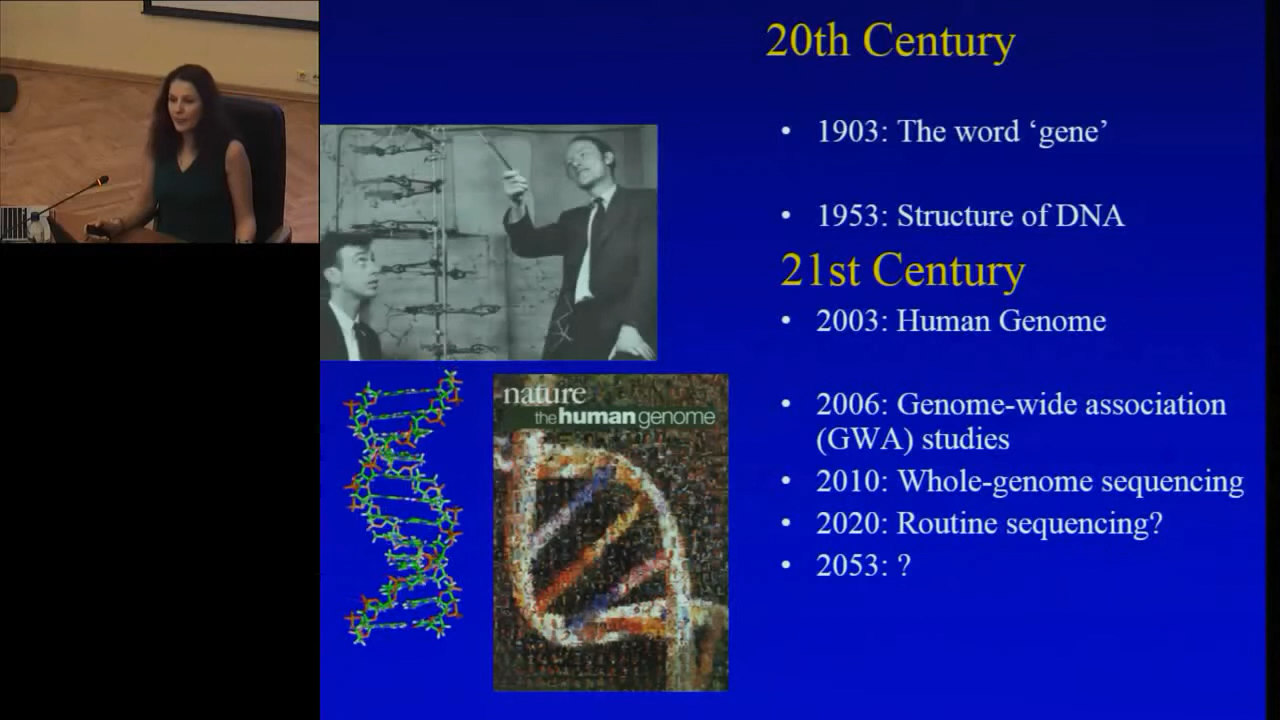 20th Century
• 1903: The word ‘gene’
• 1953: Structure of DNA
21st Century
• 2003: Human Genome
• 2006: Genome-wide association
(GWA) studies
• 2010: Whole-genome sequencing
• 2020: Routine sequencing?
• 2053: ?
nature
the human genome